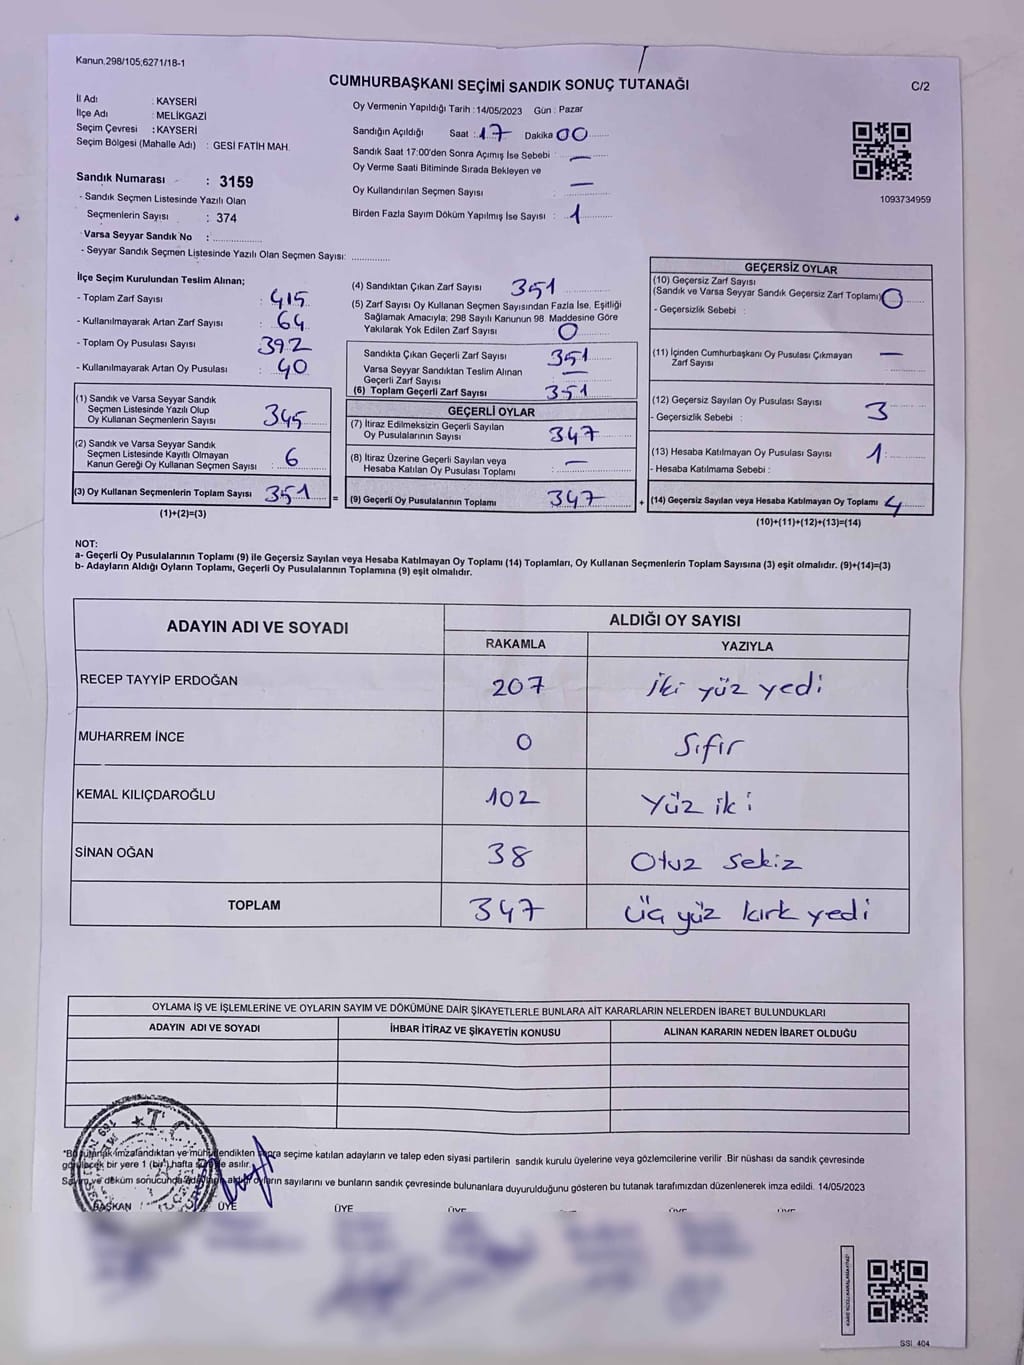 Kanun,298/105;6271/18-1
CUMHURBAŞKANI SEÇİMİ SANDIK SONUÇ TUTANAĞI
C/2
İl Adı : KAYSERİ
İlçe Adı : MELİKGAZİ
Seçim Çevresi : KAYSERİ
Seçim Bölgesi (Mahalle Adı) : GESİ FATİH MAH.
Sandık Numarası : 3159
- Sandık Seçmen Listesinde Yazılı Olan
Seçmenlerin Sayısı : 374
Varsa Seyyar Sandık No :
- Seyyar Sandık Seçmen Listesinde Yazılı Olan Seçmen Sayısı:
Oy Vermenin Yapıldığı Tarih : 14/05/2023 Gün : Pazar
Sandığın Açıldığı Saat : 17 Dakika 00
Sandık Saat 17:00'den Sonra Açımış İse Sebebi : —
Oy Verme Saati Bitiminde Sırada Bekleyen ve
Oy Kullandırılan Seçmen Sayısı : —
Birden Fazla Sayım Döküm Yapılmış İse Sayısı : 1
1093734959
İlçe Seçim Kurulundan Teslim Alınan;
- Toplam Zarf Sayısı : 415
- Kullanılmayarak Artan Zarf Sayısı : 64
- Toplam Oy Pusulası Sayısı : 392
- Kullanılmayarak Artan Oy Pusulası : 40
(1) Sandık ve Varsa Seyyar Sandık
Seçmen Listesinde Yazılı Olup
Oy Kullanan Seçmenlerin Sayısı : 345
(2) Sandık ve Varsa Seyyar Sandık
Seçmen Listesinde Kayıtlı Olmayan
Kanun Gereği Oy Kullanan Seçmen Sayısı : 6
(3) Oy Kullanan Seçmenlerin Toplam Sayısı 351 =
(1)+(2)=(3)
(4) Sandıktan Çıkan Zarf Sayısı 351
(5) Zarf Sayısı Oy Kullanan Seçmen Sayısından Fazla İse, Eşitliği
Sağlamak Amacıyla; 298 Sayılı Kanunun 98. Maddesine Göre
Yakılarak Yok Edilen Zarf Sayısı 0
Sandıkta Çıkan Geçerli Zarf Sayısı 351
Varsa Seyyar Sandıktan Teslim Alınan
Geçerli Zarf Sayısı —
(6) Toplam Geçerli Zarf Sayısı 351
GEÇERLİ OYLAR
(7) İtiraz Edilmeksizin Geçerli Sayılan
Oy Pusulalarının Sayısı 347
(8) İtiraz Üzerine Geçerli Sayılan veya
Hesaba Katılan Oy Pusulası Toplamı : —
(9) Geçerli Oy Pusulalarının Toplamı 347 +
GEÇERSİZ OYLAR
(10) Geçersiz Zarf Sayısı
(Sandık ve Varsa Seyyar Sandık Geçersiz Zarf Toplamı) 0
- Geçersizlik Sebebi :
(11) İçinden Cumhurbaşkanı Oy Pusulası Çıkmayan —
Zarf Sayısı
(12) Geçersiz Sayılan Oy Pusulası Sayısı 3
- Geçersizlik Sebebi :
(13) Hesaba Katılmayan Oy Pusulası Sayısı 1
- Hesaba Katılmama Sebebi :
(14) Geçersiz Sayılan veya Hesaba Katılmayan Oy Toplamı 4
(10)+(11)+(12)+(13)=(14)
NOT:
a- Geçerli Oy Pusulalarının Toplamı (9) ile Geçersiz Sayılan veya Hesaba Katılmayan Oy Toplamı (14) Toplamları, Oy Kullanan Seçmenlerin Toplam Sayısına (3) eşit olmalıdır. (9)+(14)=(3)
b- Adayların Aldığı Oyların Toplamı, Geçerli Oy Pusulalarının Toplamına (9) eşit olmalıdır.
ADAYIN ADI VE SOYADI
ALDIĞI OY SAYISI
RAKAMLA YAZIYLA
RECEP TAYYİP ERDOĞAN 207 iki yüz yedi
MUHARREM İNCE 0 Sıfır
KEMAL KILIÇDAROĞLU 102 Yüz iki
SİNAN OĞAN 38 Otuz sekiz
TOPLAM 347 Üç yüz kırk yedi
OYLAMA İŞ VE İŞLEMLERİNE VE OYLARIN SAYIM VE DÖKÜMÜNE DAİR ŞİKAYETLERLE BUNLARA AİT KARARLARIN NELERDEN İBARET BULUNDUKLARI
ADAYIN ADI VE SOYADI İHBAR İTİRAZ VE ŞİKAYETİN KONUSU ALINAN KARARIN NEDEN İBARET OLDUĞU
*Bu tutanak imzalandıktan ve mühürlendikten sonra seçime katılan adayların ve talep eden siyasi partilerin sandık kurulu üyelerine veya gözlemcilerine verilir. Bir nüshası da sandık çevresinde
görülecek bir yere 1 (bir) hafta süreyle asılır.
Sayım ve döküm sonucunda adayların aldığı oyların sayılarını ve bunların sandık çevresinde bulunanlara duyurulduğunu gösteren bu tutanak tarafımızdan düzenlenerek imza edildi. 14/05/2023
BAŞKAN ÜYE ÜYE ÜYE ÜYE ÜYE
SSİ 404